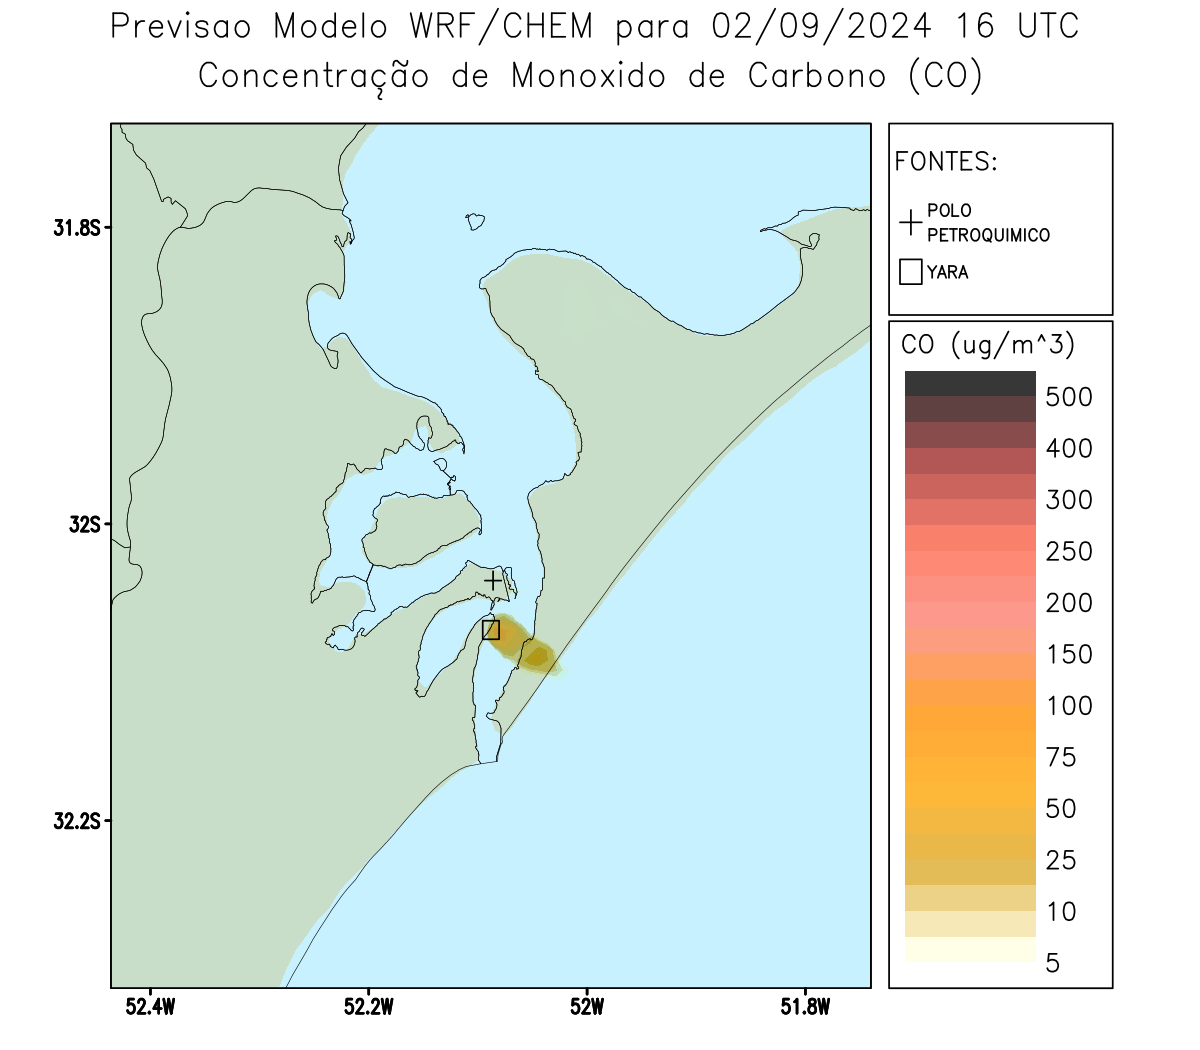 Previsao Modelo WRF/CHEM para 02/09/2024 16 UTC
Concentração de Monoxido de Carbono (CO)
FONTES:
POLO
PETROQUIMICO
YARA
CO (ug/m^3)
500
400
300
250
200
150
100
75
50
25
10
5
31.8S
32S
32.2S
52.4W
52.2W
52W
51.8W